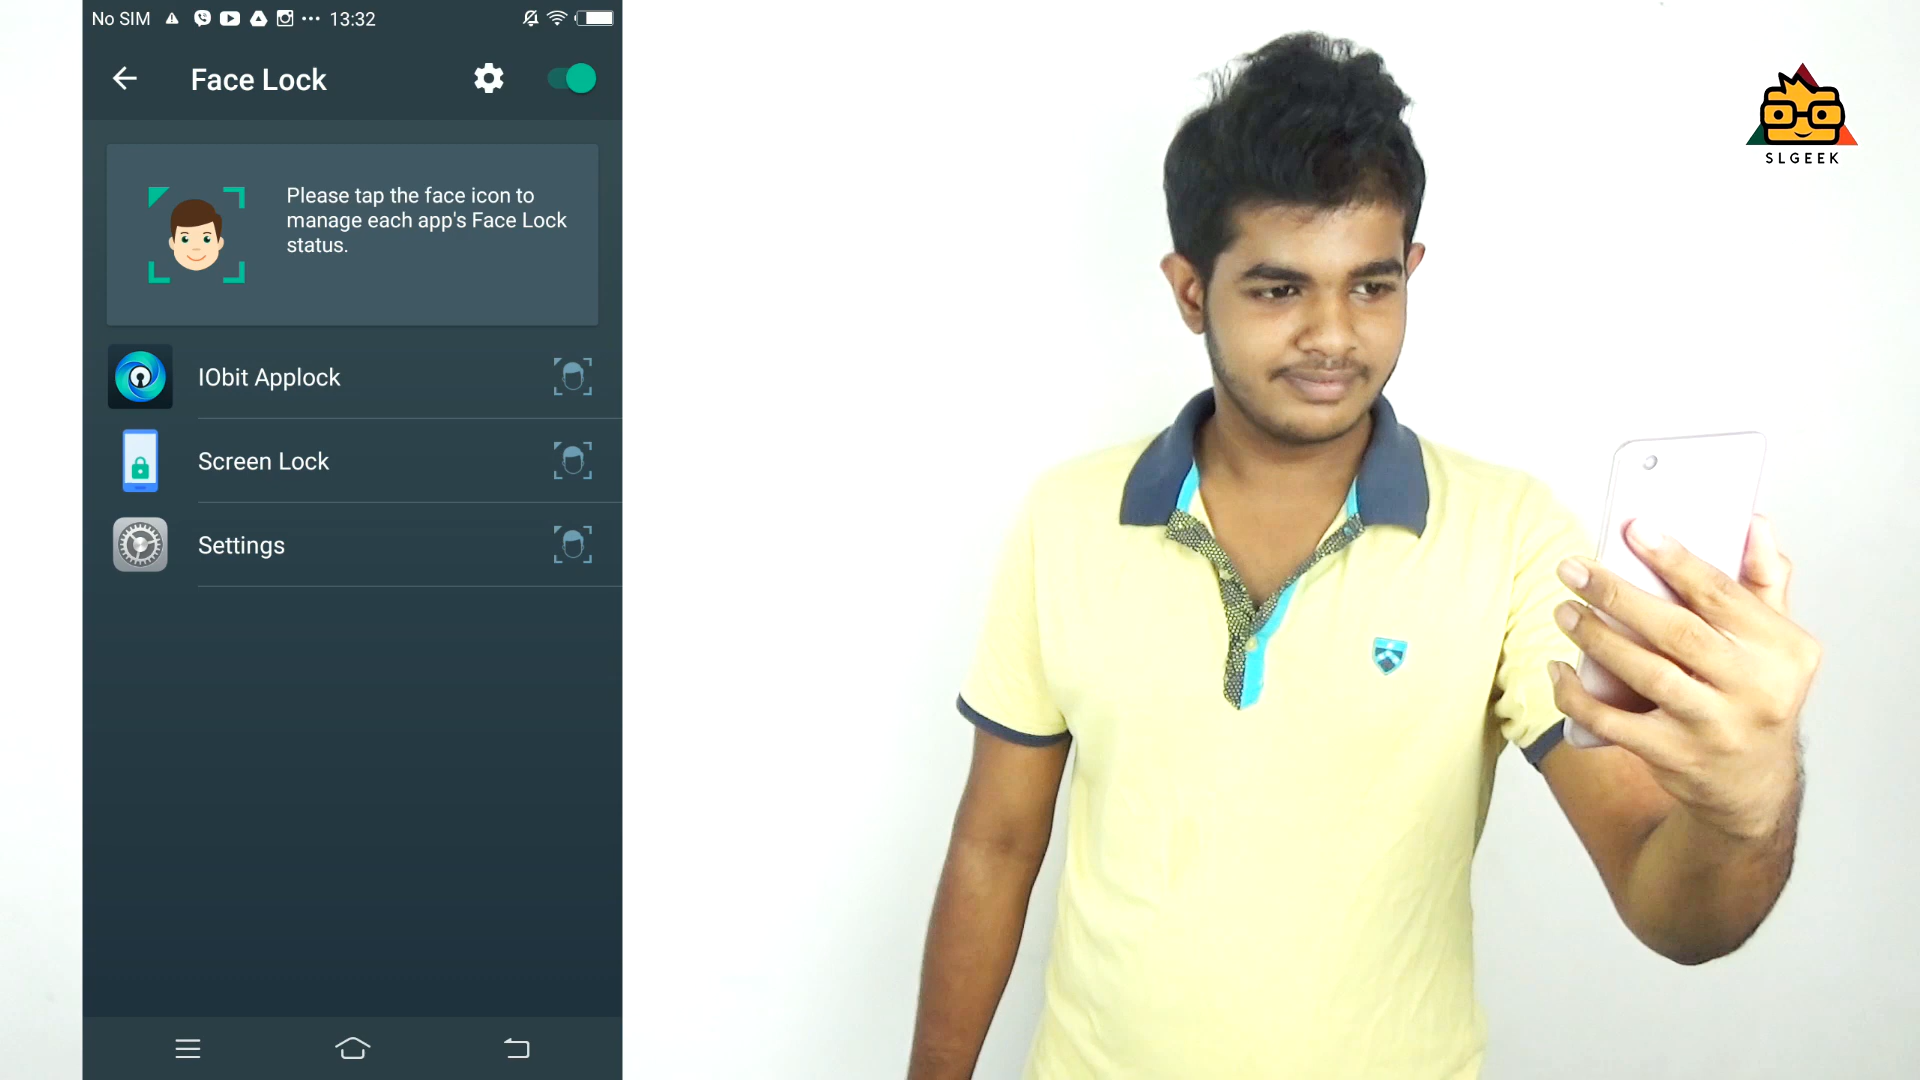 No SIM ... 13:32
Face Lock
Please tap the face icon to
manage each app's Face Lock
status.
IObit Applock
Screen Lock
Settings
SLGEEK